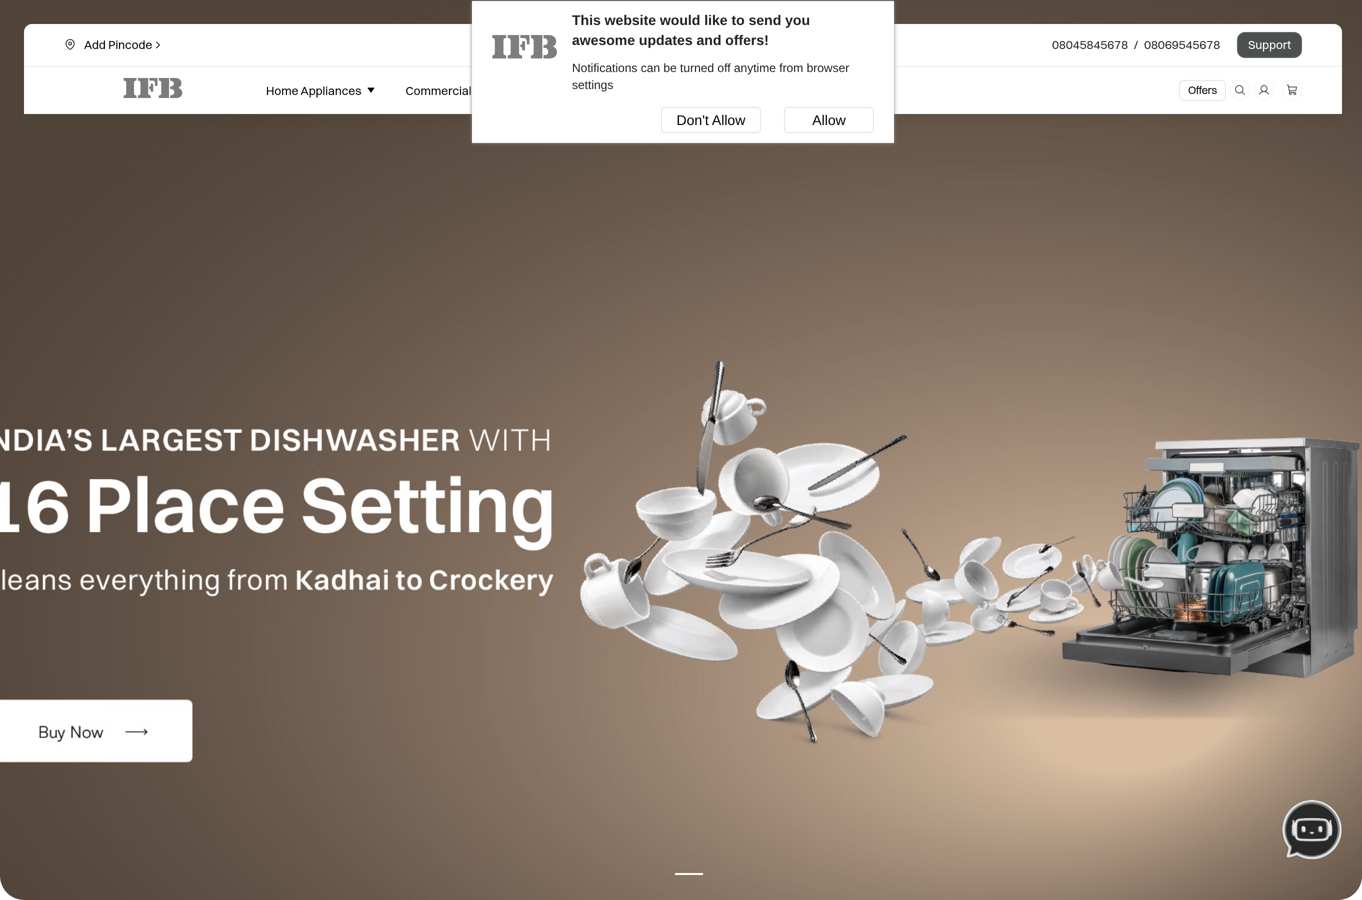 This website would like to send you
awesome updates and offers!
IFB
Notifications can be turned off anytime from browser
settings
Don't Allow
Allow
Add Pincode
08045845678 / 08069545678
Support
IFB
Home Appliances
Commercial
Offers
NDIA'S LARGEST DISHWASHER WITH
16 Place Setting
leans everything from Kadhai to Crockery
Buy Now